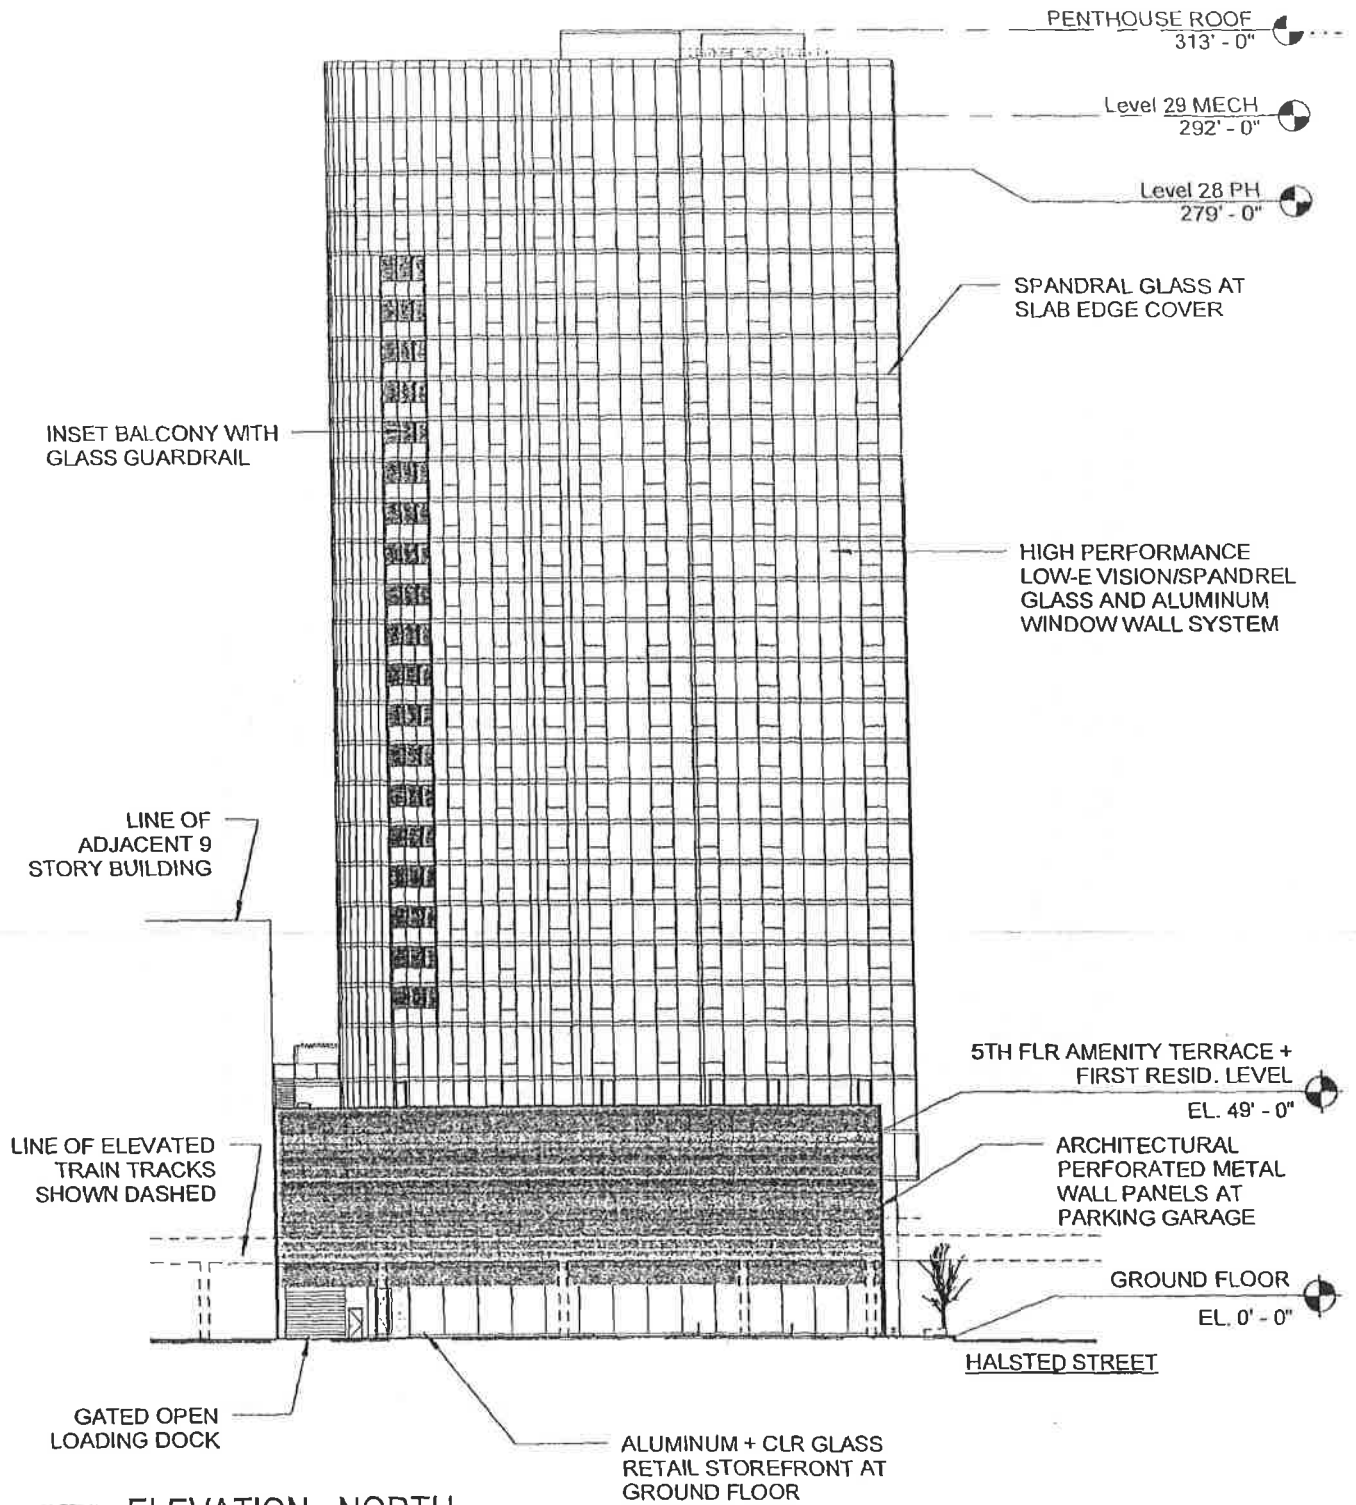 PENTHOUSE ROOF
313' - 0"
Level 29 MECH
292' - 0"
Level 28 PH
279' - 0"
SPANDRAL GLASS AT
SLAB EDGE COVER
INSET BALCONY WITH
GLASS GUARDRAIL
HIGH PERFORMANCE
LOW-E VISION/SPANDREL
GLASS AND ALUMINUM
WINDOW WALL SYSTEM
LINE OF
ADJACENT 9
STORY BUILDING
5TH FLR AMENITY TERRACE +
FIRST RESID. LEVEL
EL. 49' - 0"
LINE OF ELEVATED
TRAIN TRACKS
SHOWN DASHED
ARCHITECTURAL
PERFORATED METAL
WALL PANELS AT
PARKING GARAGE
GROUND FLOOR
EL. 0' - 0"
HALSTED STREET
GATED OPEN
LOADING DOCK
ALUMINUM + CLR GLASS
RETAIL STOREFRONT AT
GROUND FLOOR
ELEVATION - NORTH